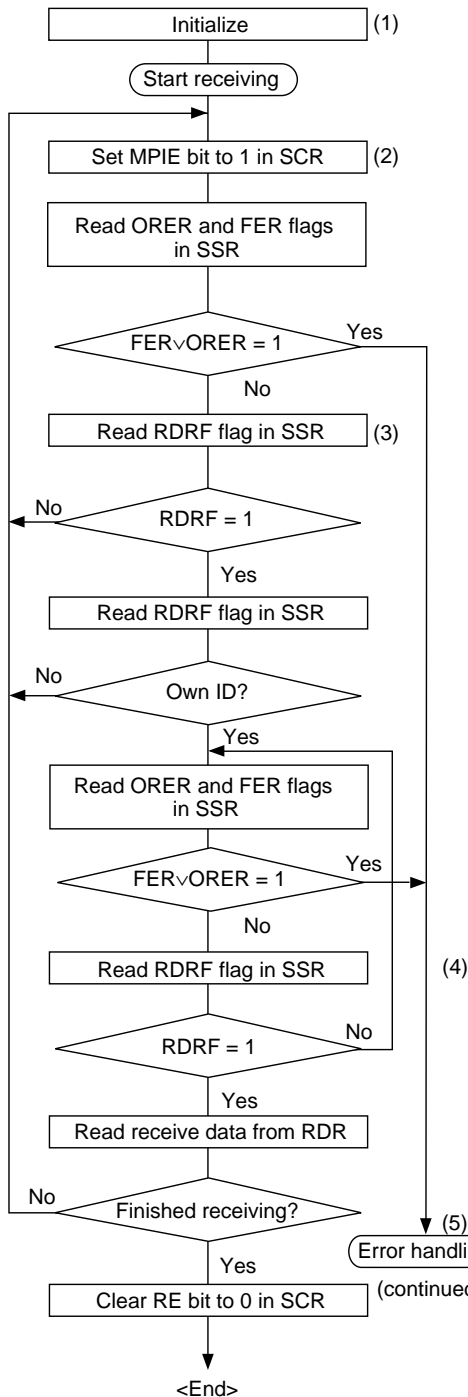 Initialize (1)
Start receiving
Set MPIE bit to 1 in SCR (2)
Read ORER and FER flags
in SSR
FER∨ORER = 1 Yes
No
Read RDRF flag in SSR (3)
No
RDRF = 1
Yes
Read RDRF flag in SSR
No
Own ID?
Yes
Read ORER and FER flags
in SSR
Yes
FER∨ORER = 1
No
Read RDRF flag in SSR (4)
No
RDRF = 1
Yes
Read receive data from RDR
No
Finished receiving?
(5)
Yes
Error handli
Clear RE bit to 0 in SCR
(continued
<End>